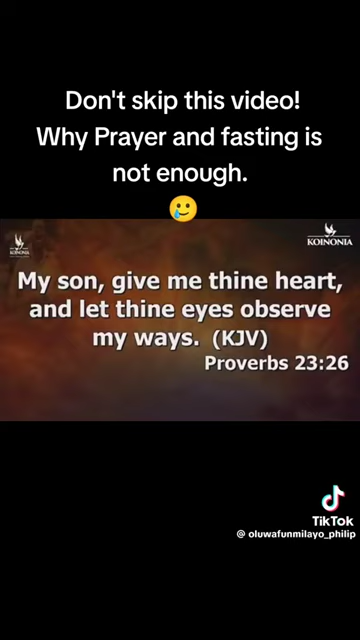 Don't skip this video!
Why Prayer and fasting is
not enough.
🥲
KOINONIA
KOINONIA
My son, give me thine heart,
and let thine eyes observe
my ways. (KJV)
Proverbs 23:26
TikTok
@ oluwafunmilayo_philip